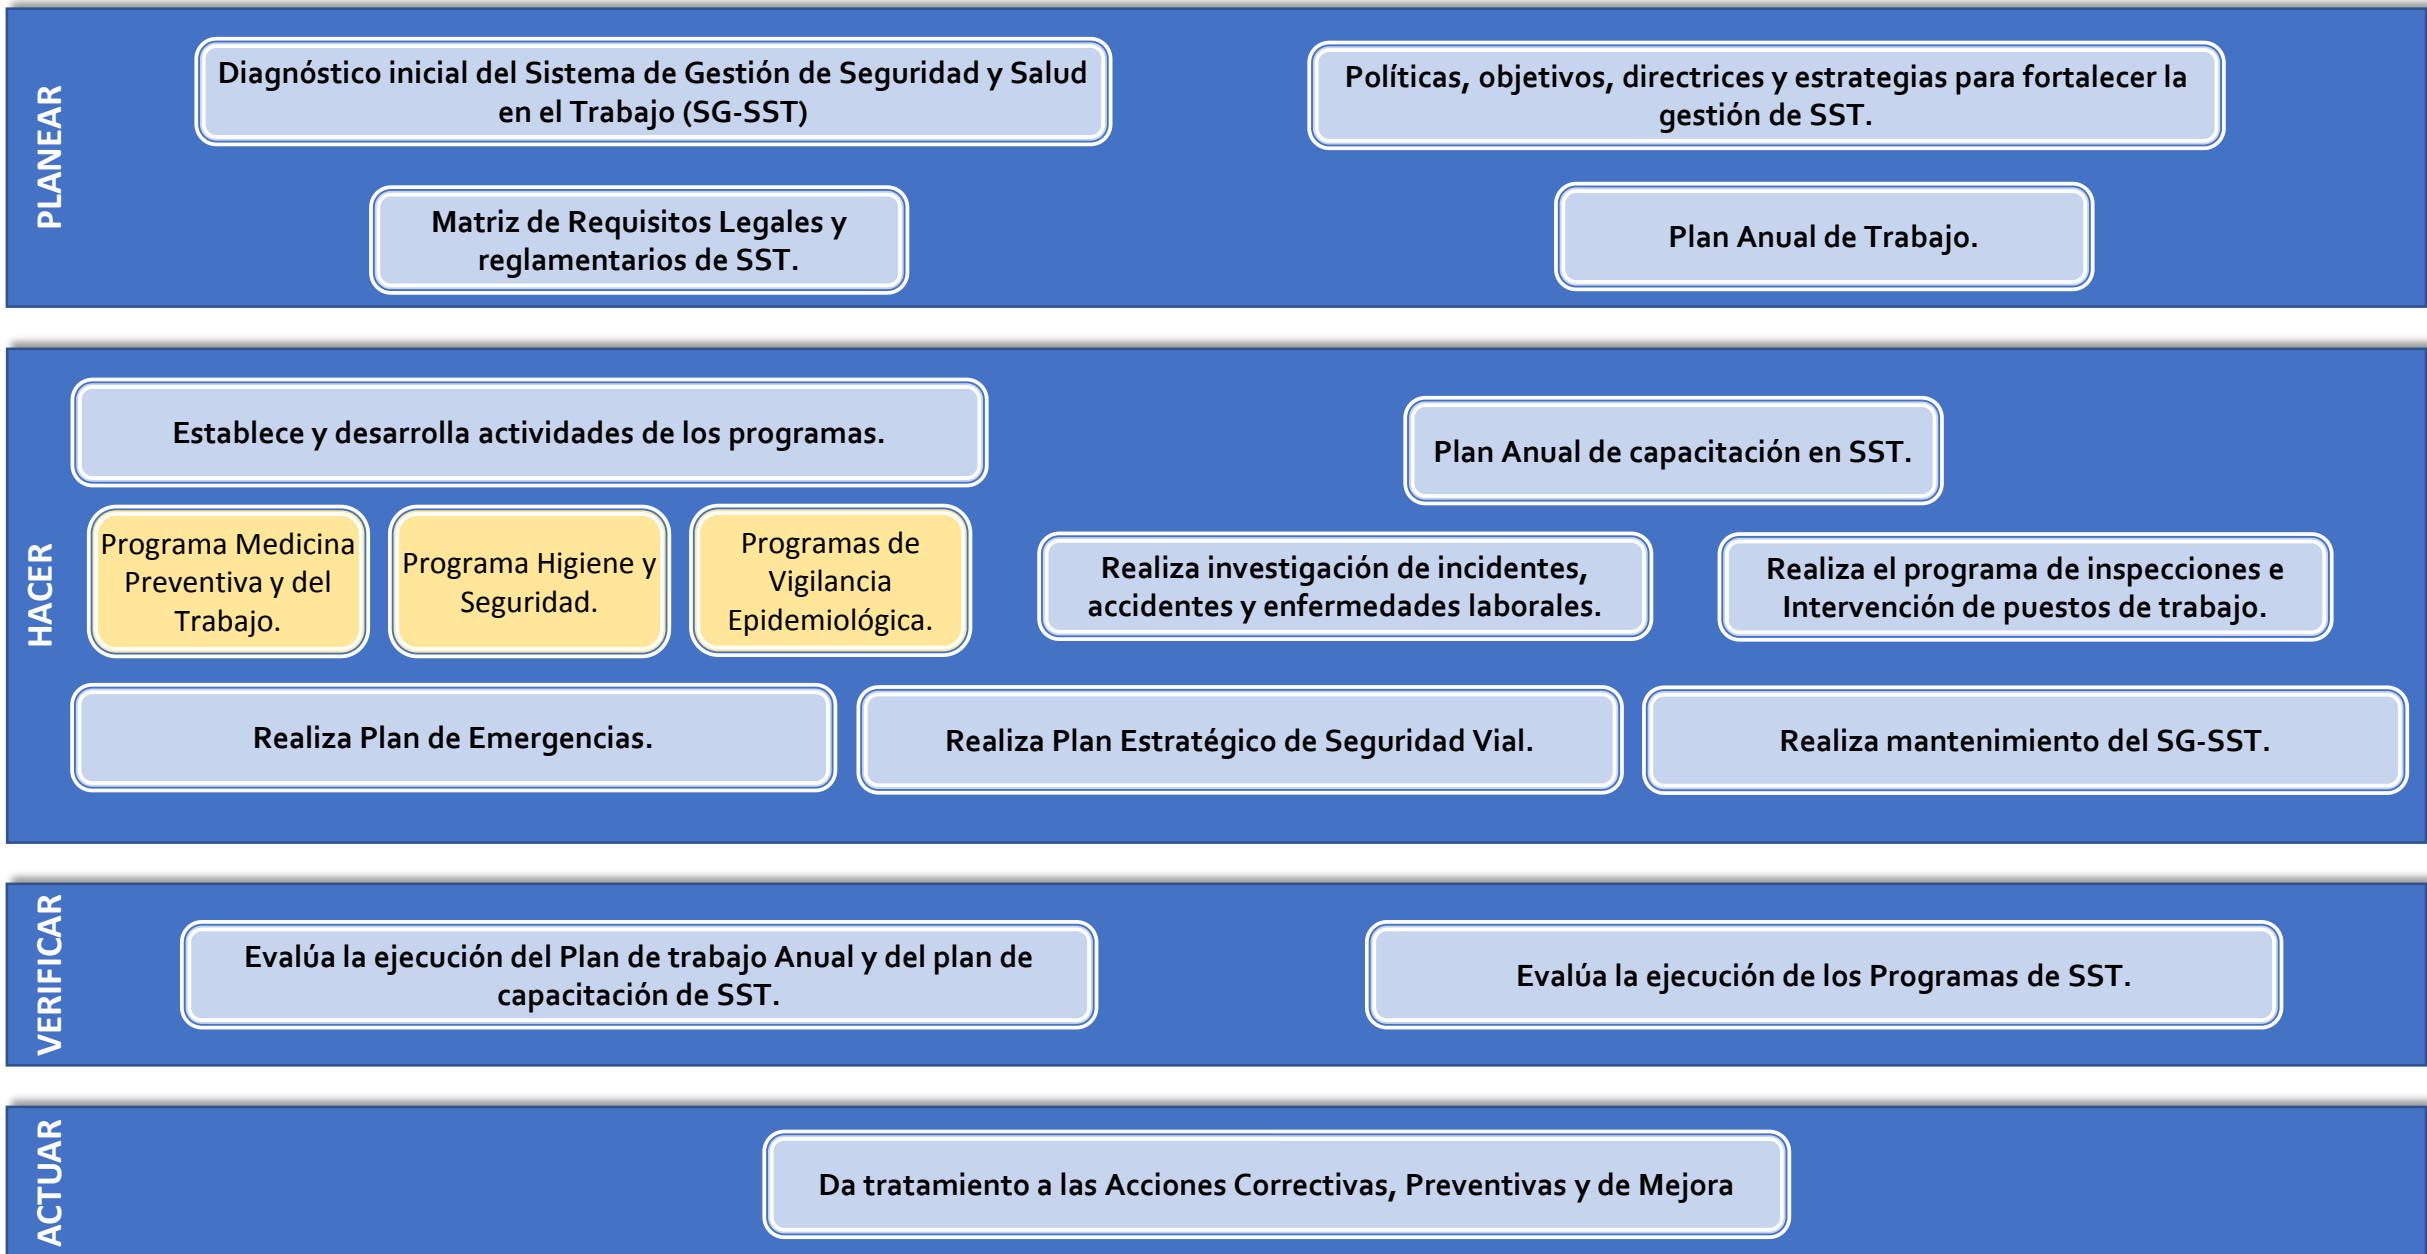 PLANEAR
Diagnóstico inicial del Sistema de Gestión de Seguridad y Salud
en el Trabajo (SG-SST)
Políticas, objetivos, directrices y estrategias para fortalecer la
gestión de SST.
Matriz de Requisitos Legales y
reglamentarios de SST.
Plan Anual de Trabajo.
HACER
Establece y desarrolla actividades de los programas.
Plan Anual de capacitación en SST.
Programa Medicina
Preventiva y del
Trabajo.
Programa Higiene y
Seguridad.
Programas de
Vigilancia
Epidemiológica.
Realiza investigación de incidentes,
accidentes y enfermedades laborales.
Realiza el programa de inspecciones e
Intervención de puestos de trabajo.
Realiza Plan de Emergencias.
Realiza Plan Estratégico de Seguridad Vial.
Realiza mantenimiento del SG-SST.
VERIFICAR
Evalúa la ejecución del Plan de trabajo Anual y del plan de
capacitación de SST.
Evalúa la ejecución de los Programas de SST.
ACTUAR
Da tratamiento a las Acciones Correctivas, Preventivas y de Mejora